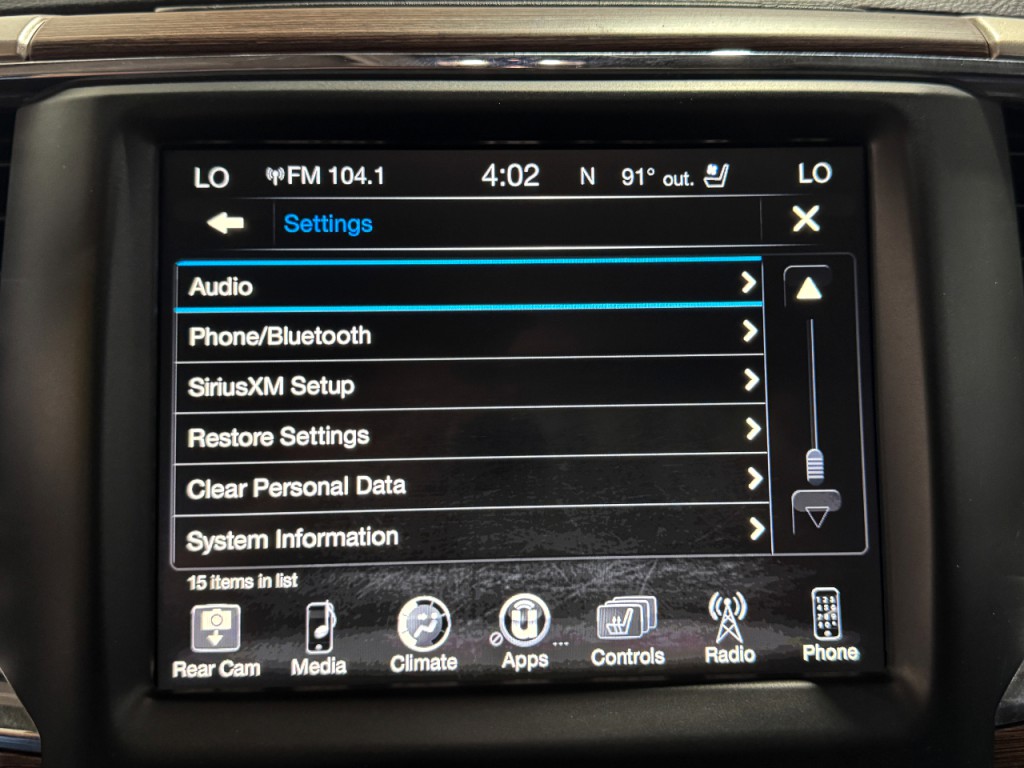 LO FM 104.1 4:02 N 91° out. LO
Settings
Audio
Phone/Bluetooth
SiriusXM Setup
Restore Settings
Clear Personal Data
System Information
15 items in list
Rear Cam Media Climate Apps ... Controls Radio Phone